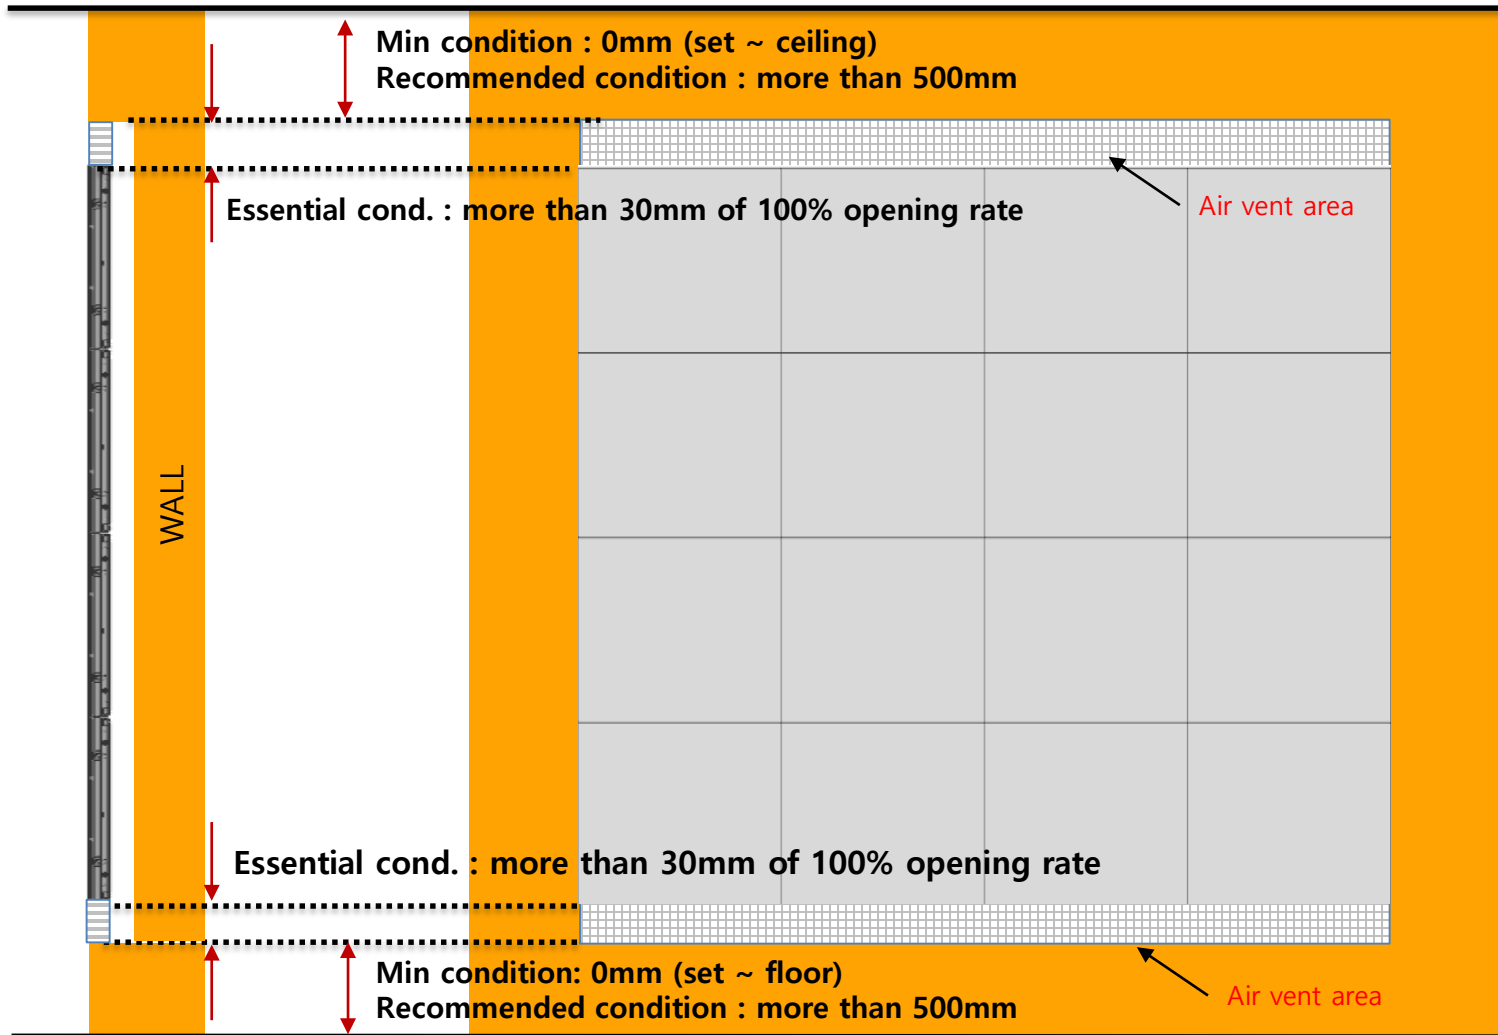 Min condition : 0mm (set ~ ceiling)
Recommended condition : more than 500mm
Essential cond. : more than 30mm of 100% opening rate
Air vent area
WALL
Essential cond. : more than 30mm of 100% opening rate
Min condition: 0mm (set ~ floor)
Recommended condition : more than 500mm
Air vent area